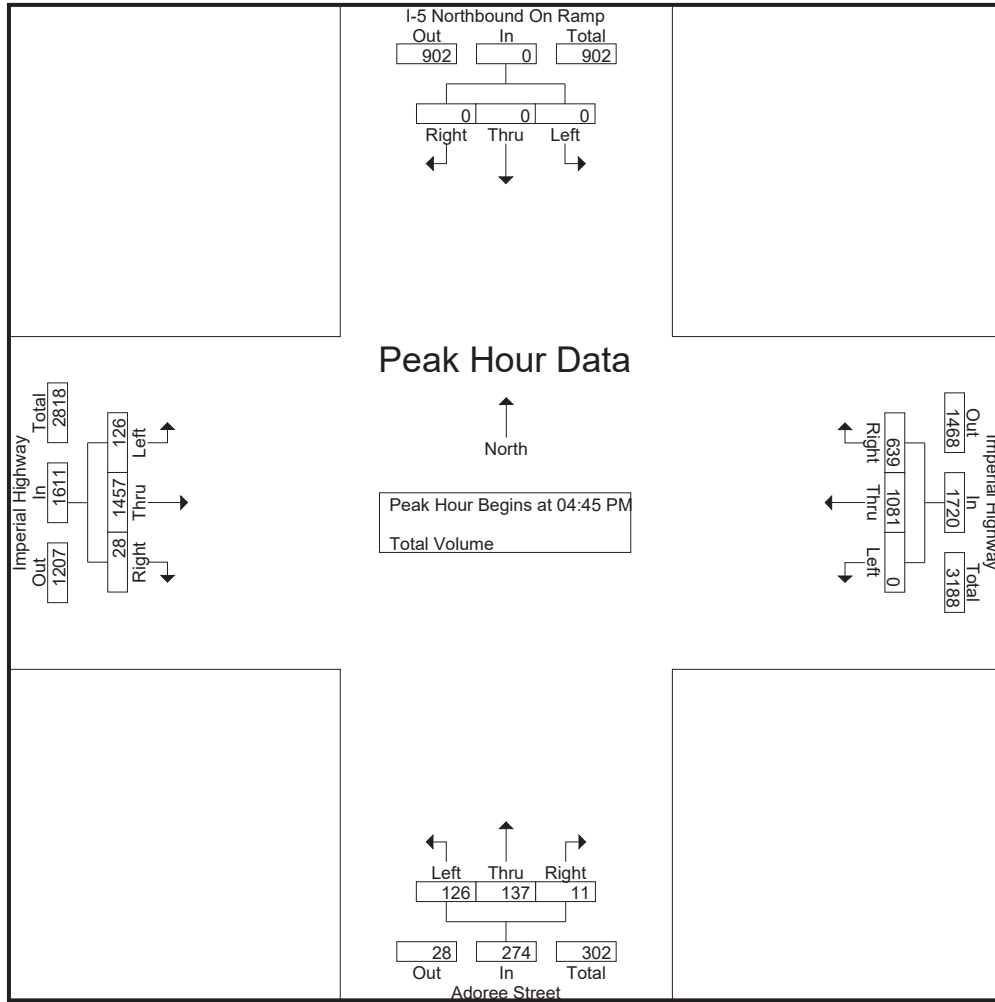 I-5 Northbound On Ramp
Out In Total
902 0 902
0 0 0
Right Thru Left
Peak Hour Data
North
Peak Hour Begins at 04:45 PM
Total Volume
Imperial Highway
Out In Total
1207 1611 2818
Left Thru Right
126 1457 28
Imperial Highway
Out In Total
1468 1720 3188
Right Thru Left
639 1081 0
Left Thru Right
126 137 11
28 274 302
Out In Total
Adoree Street